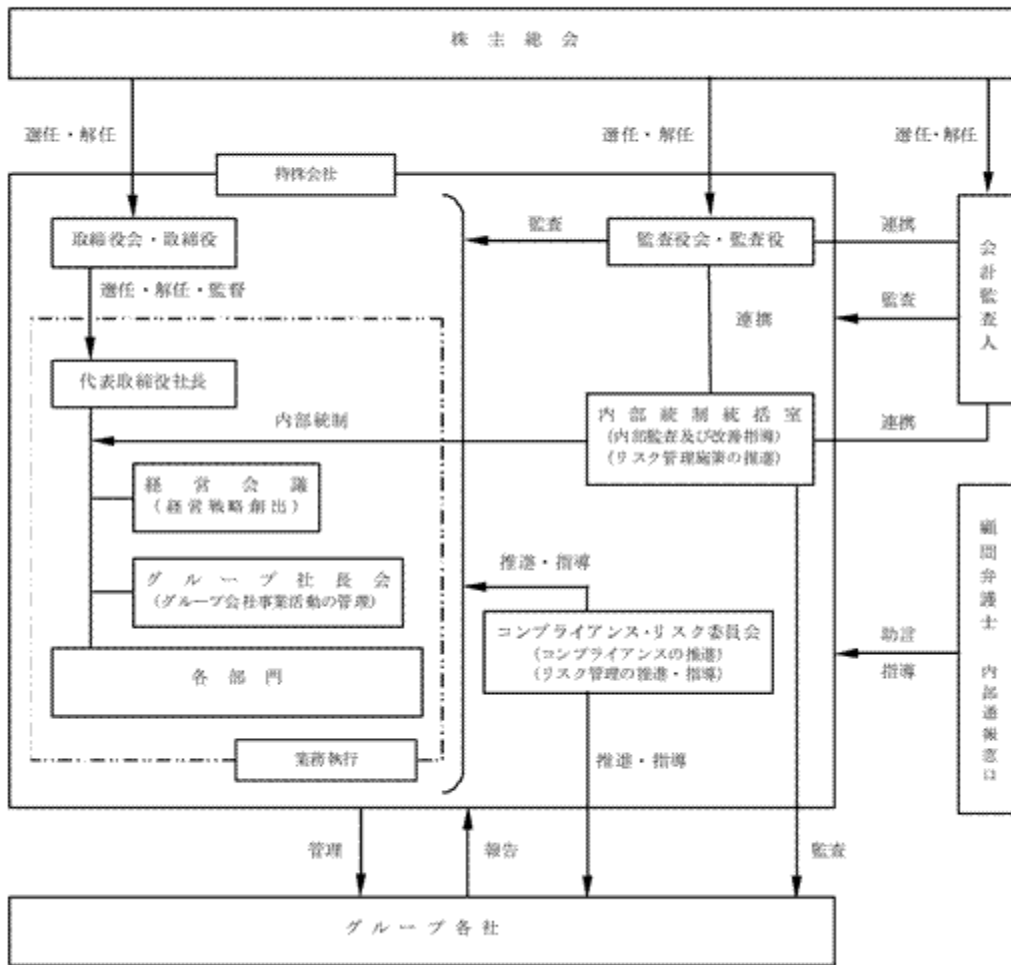 株主総会
選任・解任
選任・解任
選任・解任
持株会社
取締役会・取締役
監査
監査役会・監査役
連携
会計監査人
選任・解任・監督
連携
監査
代表取締役社長
内部統制
内部統制統括室
(内部監査及び改善指導)
(リスク管理施策の推進)
連携
経営会議
(経営戦略創出)
グループ社長会
(グループ会社事業活動の管理)
推進・指導
コンプライアンス・リスク委員会
(コンプライアンスの推進)
(リスク管理の推進・指導)
顧問弁護士 内部通報窓口
助言
指導
各部門
業務執行
推進・指導
管理
報告
監査
グループ各社